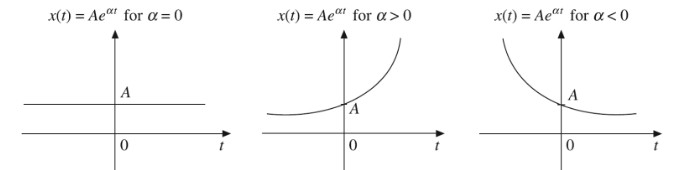 x(t) = Ae^{αt} for α = 0
A
0
t
x(t) = Ae^{αt} for α > 0
A
0
t
x(t) = Ae^{αt} for α < 0
A
0
t